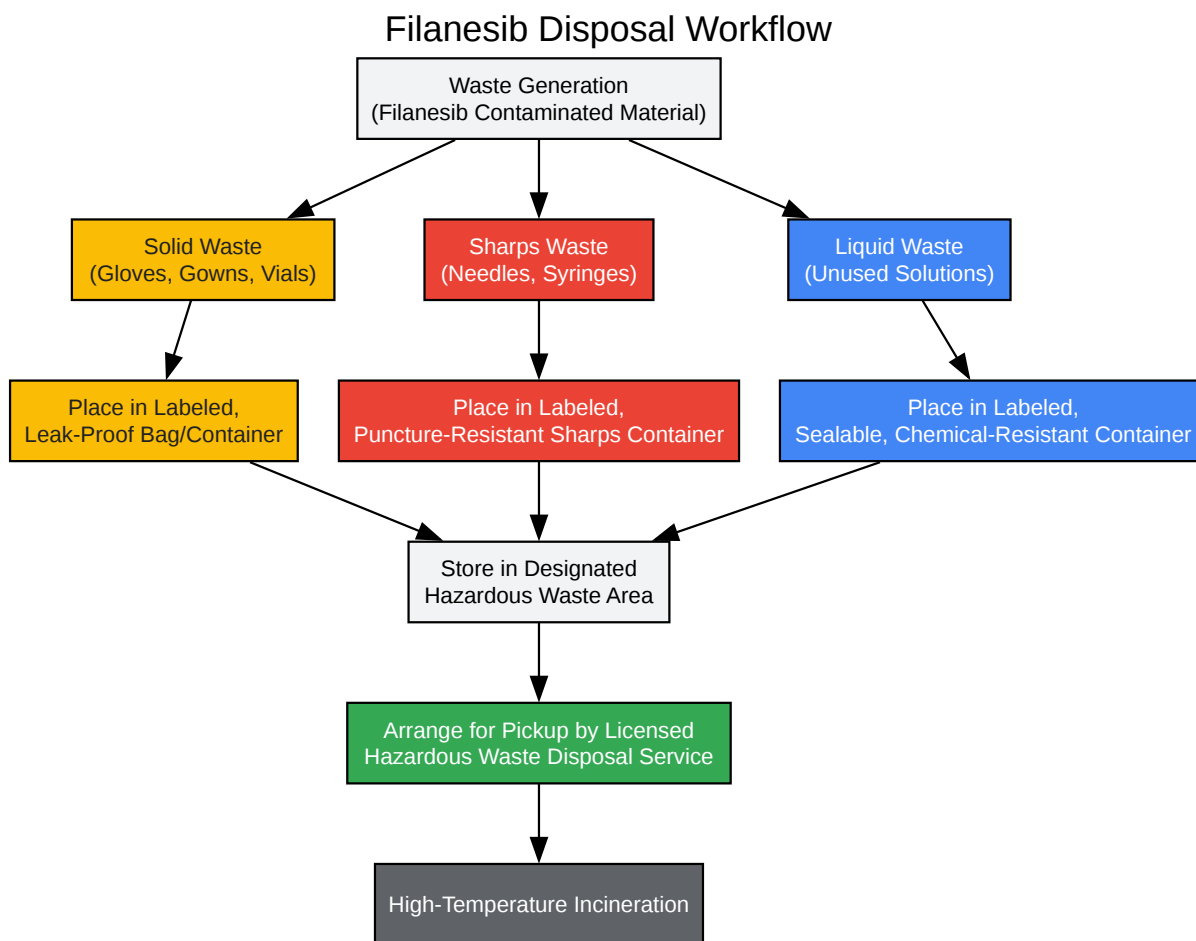 Filanesib Disposal Workflow
Waste Generation
(Filanesib Contaminated Material)
Solid Waste
(Gloves, Gowns, Vials)
Sharps Waste
(Needles, Syringes)
Liquid Waste
(Unused Solutions)
Place in Labeled,
Leak-Proof Bag/Container
Place in Labeled,
Puncture-Resistant Sharps Container
Place in Labeled,
Sealable, Chemical-Resistant Container
Store in Designated
Hazardous Waste Area
Arrange for Pickup by Licensed
Hazardous Waste Disposal Service
High-Temperature Incineration